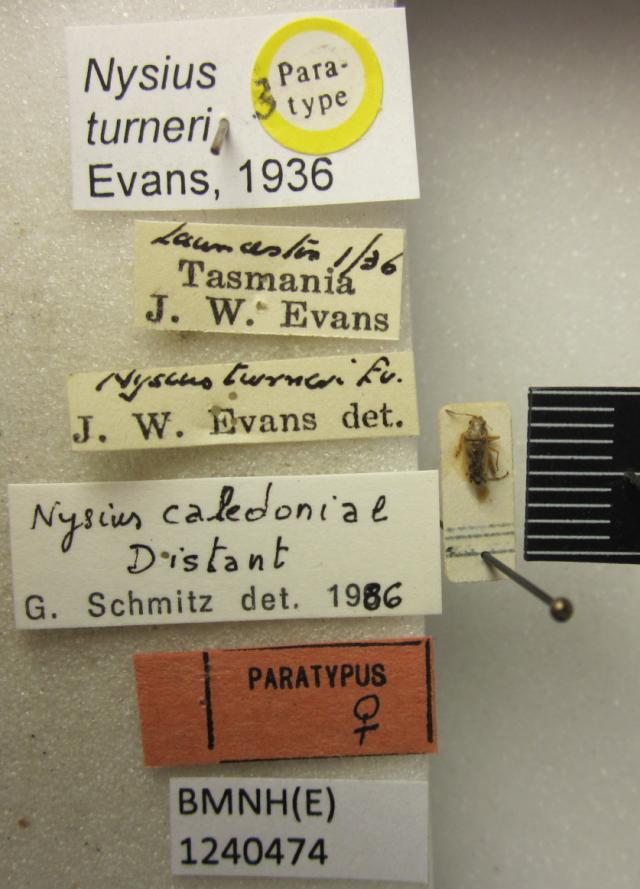 Nysius
turneri,
Evans, 1936
3
Para-
type
Launceston 1/36
Tasmania
J. W. Evans
Nysius turneri Ev.
J. W. Evans det.
Nysius caledoniae
Distant
G. Schmitz det. 1986
PARATYPUS
♀
BMNH(E)
1240474